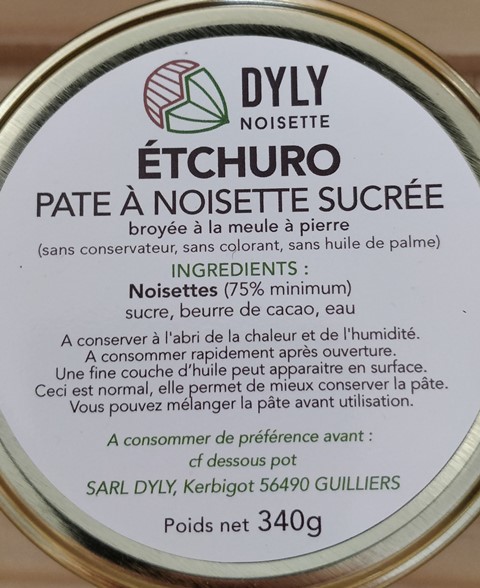 DYLY
NOISETTE
ÉTCHURO
PATE À NOISETTE SUCRÉE
broyée à la meule à pierre
(sans conservateur, sans colorant, sans huile de palme)
INGREDIENTS :
Noisettes (75% minimum)
sucre, beurre de cacao, eau
A conserver à l'abri de la chaleur et de l'humidité.
A consommer rapidement après ouverture.
Une fine couche d'huile peut apparaitre en surface.
Ceci est normal, elle permet de mieux conserver la pâte.
Vous pouvez mélanger la pâte avant utilisation.
A consommer de préférence avant :
cf dessous pot
SARL DYLY, Kerbigot 56490 GUILLIERS
Poids net 340g